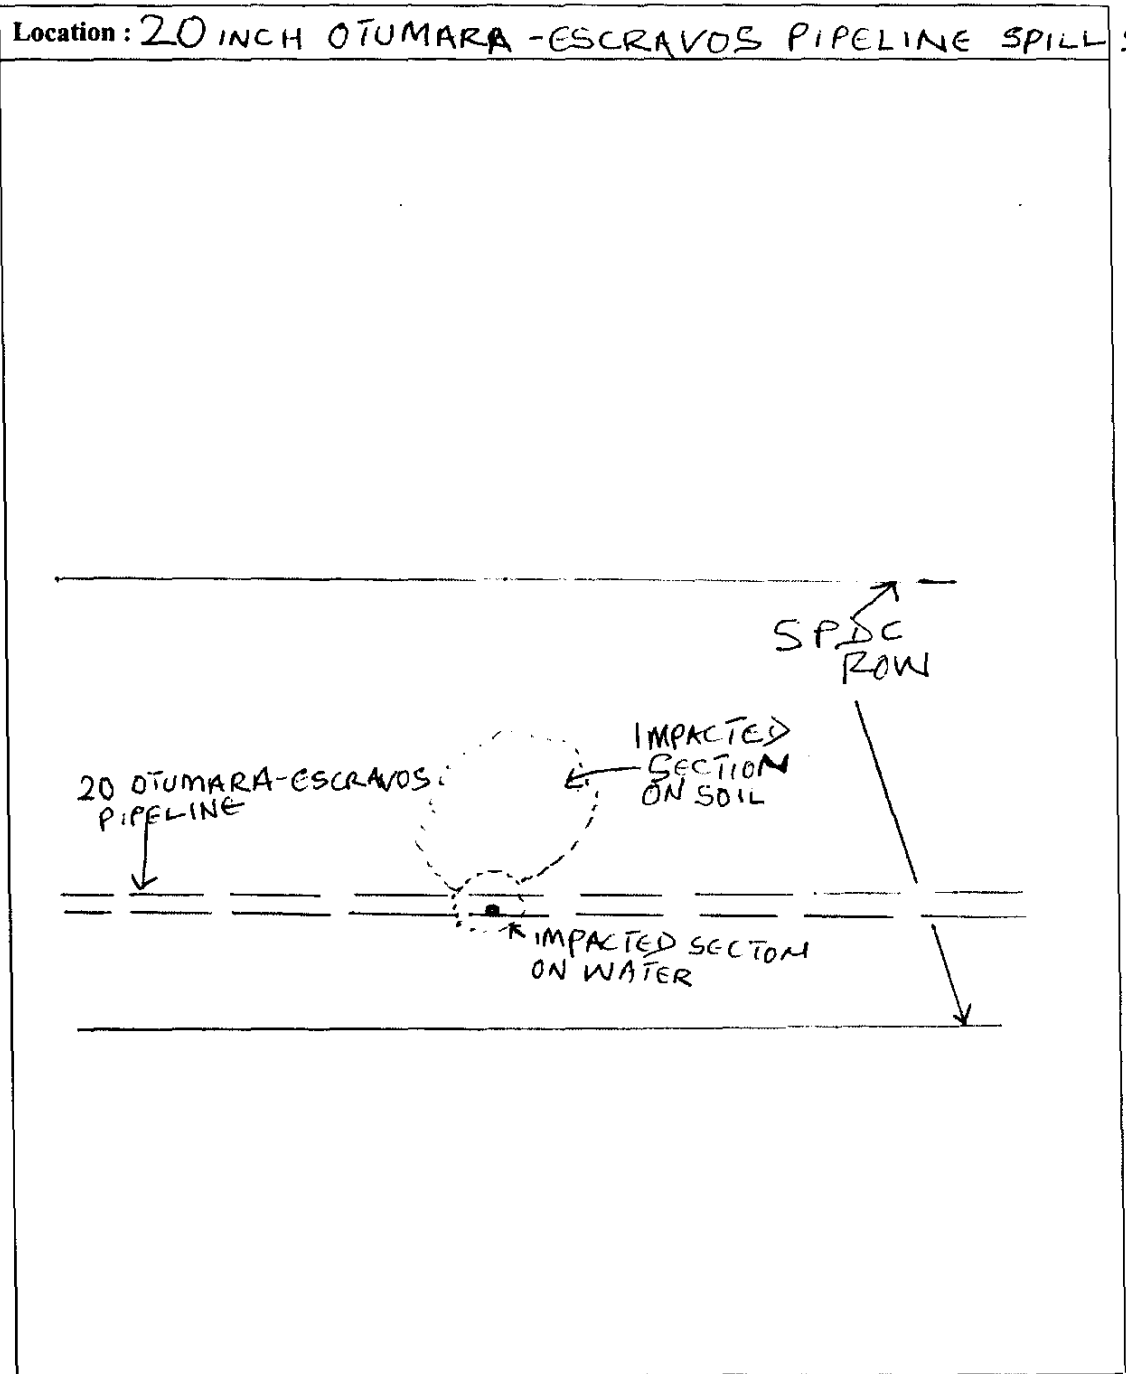 Location : 20 INCH OTUMARA -ESCRAVOS PIPELINE SPILL
SPDC
ROW
IMPACTED
SECTION
ON SOIL
20 OTUMARA-ESCRAVOS
PIPELINE
IMPACTED SECTON
ON WATER